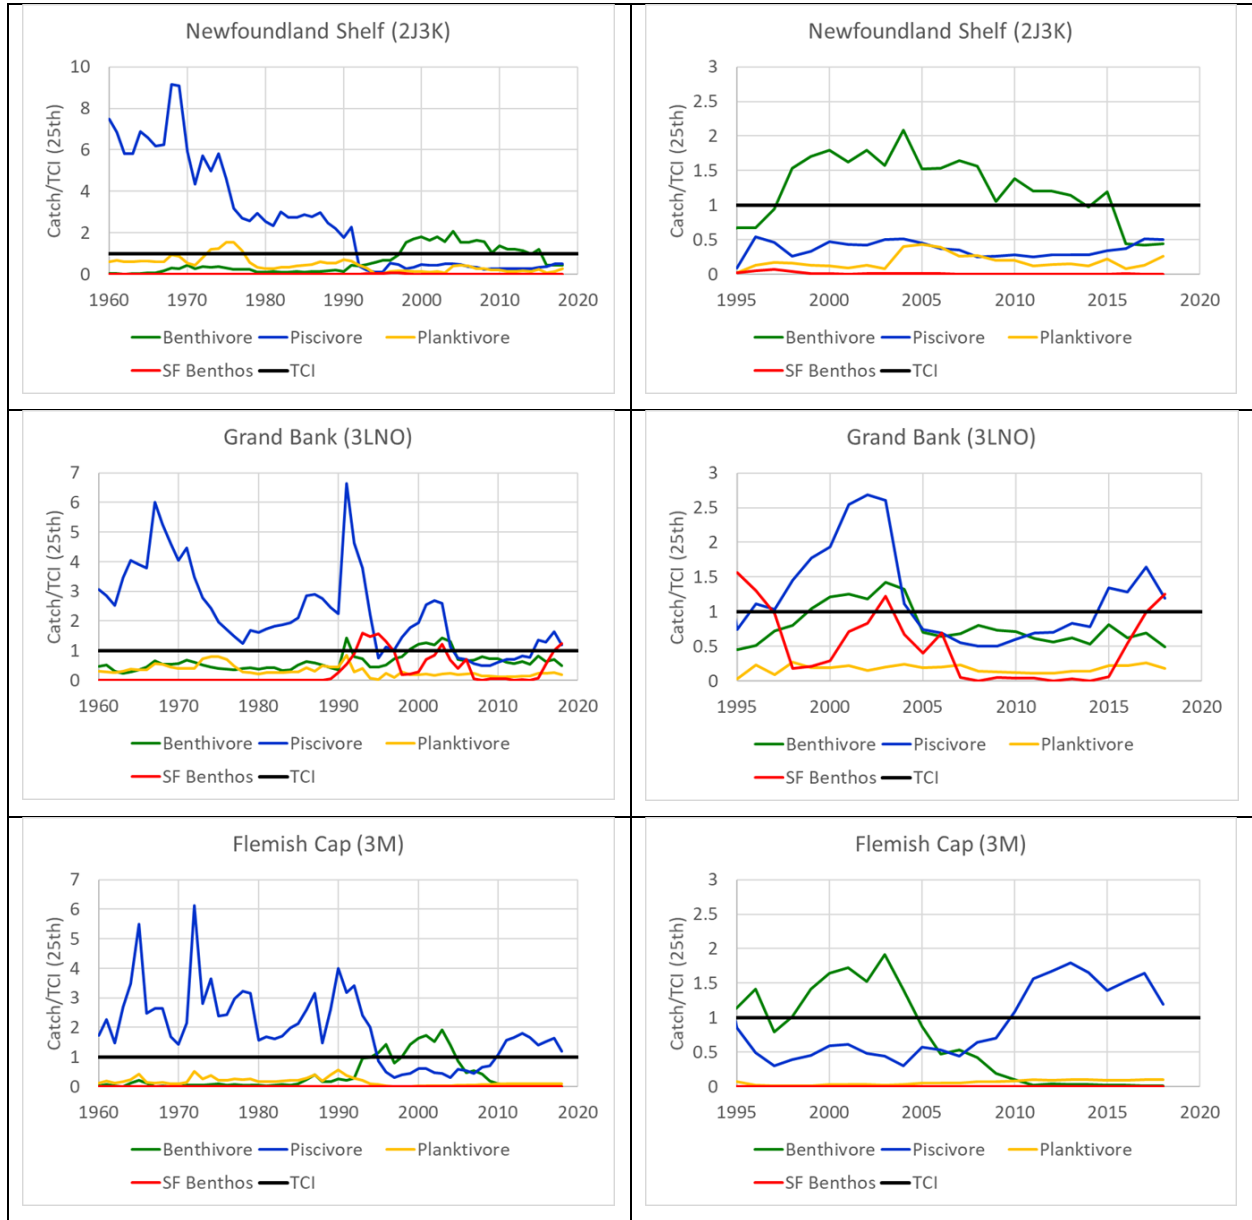 Newfoundland Shelf (2J3K)
Catch/TCI (25th)
10
8
6
4
2
0
1960 1970 1980 1990 2000 2010 2020
Benthivore Piscivore Planktivore
SF Benthos TCI
Newfoundland Shelf (2J3K)
Catch/TCI (25th)
3
2.5
2
1.5
1
0.5
0
1995 2000 2005 2010 2015 2020
Benthivore Piscivore Planktivore
SF Benthos TCI
Grand Bank (3LNO)
Catch/TCI (25th)
7
6
5
4
3
2
1
0
1960 1970 1980 1990 2000 2010 2020
Benthivore Piscivore Planktivore
SF Benthos TCI
Grand Bank (3LNO)
Catch/TCI (25th)
3
2.5
2
1.5
1
0.5
0
1995 2000 2005 2010 2015 2020
Benthivore Piscivore Planktivore
SF Benthos TCI
Flemish Cap (3M)
Catch/TCI (25th)
7
6
5
4
3
2
1
0
1960 1970 1980 1990 2000 2010 2020
Benthivore Piscivore Planktivore
SF Benthos TCI
Flemish Cap (3M)
Catch/TCI (25th)
3
2.5
2
1.5
1
0.5
0
1995 2000 2005 2010 2015 2020
Benthivore Piscivore Planktivore
SF Benthos TCI